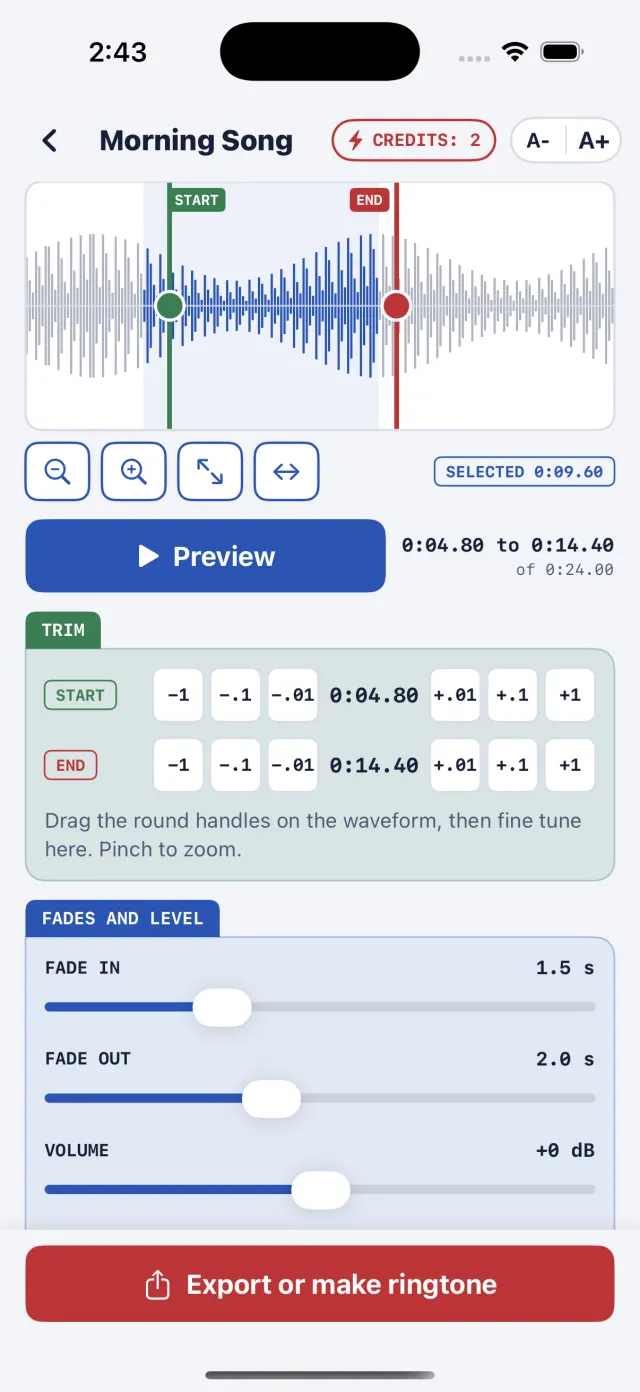 2:43
Morning Song
CREDITS: 2
A-
A+
START
END
SELECTED 0:09.60
Preview
0:04.80 to 0:14.40
of 0:24.00
TRIM
START −1 −.1 −.01 0:04.80 +.01 +.1 +1
END −1 −.1 −.01 0:14.40 +.01 +.1 +1
Drag the round handles on the waveform, then fine tune
here. Pinch to zoom.
FADES AND LEVEL
FADE IN 1.5 s
FADE OUT 2.0 s
VOLUME +0 dB
Export or make ringtone